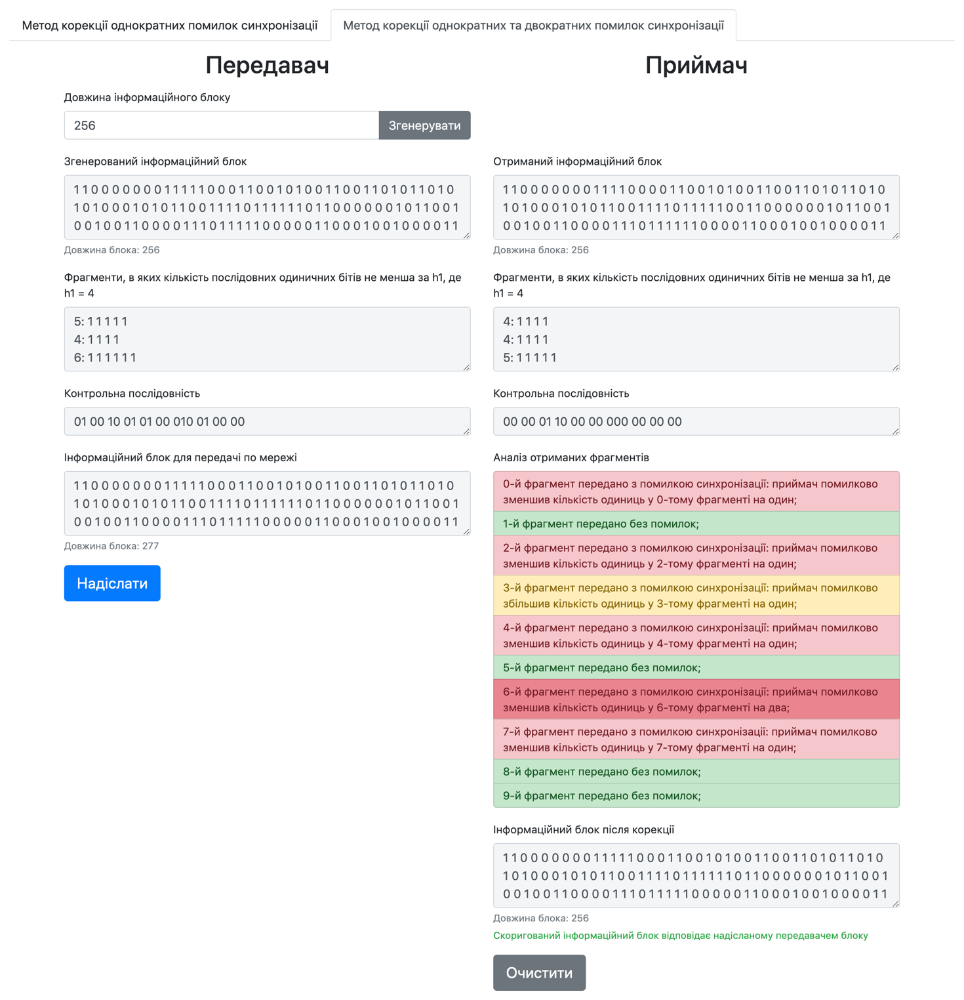 Метод корекції однократних помилок синхронізації
Метод корекції однократних та двократних помилок синхронізації
Передавач
Довжина інформаційного блоку
256
Згенерувати
Згенерований інформаційний блок
1 1 0 0 0 0 0 0 0 1 1 1 1 1 0 0 0 1 1 0 0 1 0 1 0 0 1 1 0 0 1 1 0 1 0 1 1 0 1 0
1 0 1 0 0 0 1 0 1 0 1 1 0 0 1 1 1 1 0 1 1 1 1 1 1 0 1 1 0 0 0 0 0 0 1 0 1 1 0 0 1
0 0 1 0 0 1 1 0 0 0 0 1 1 1 0 1 1 1 1 1 0 0 0 0 0 1 1 0 0 0 1 0 0 1 0 0 0 0 1 1
Довжина блока: 256
Фрагменти, в яких кількість послідовних одиничних бітів не менша за h1, де
h1 = 4
5: 1 1 1 1 1
4: 1 1 1 1
6: 1 1 1 1 1 1
Контрольна послідовність
01 00 10 01 01 00 010 01 00 00
Інформаційний блок для передачі по мережі
1 1 0 0 0 0 0 0 0 1 1 1 1 1 0 0 0 1 1 0 0 1 0 1 0 0 1 1 0 0 1 1 0 1 0 1 1 0 1 0
1 0 1 0 0 0 1 0 1 0 1 1 0 0 1 1 1 1 0 1 1 1 1 1 1 0 1 1 0 0 0 0 0 0 1 0 1 1 0 0 1
0 0 1 0 0 1 1 0 0 0 0 1 1 1 0 1 1 1 1 1 0 0 0 0 0 1 1 0 0 0 1 0 0 1 0 0 0 0 1 1
Довжина блока: 277
Надіслати
Приймач
Отриманий інформаційний блок
1 1 0 0 0 0 0 0 0 1 1 1 1 0 0 0 0 1 1 0 0 1 0 1 0 0 1 1 0 0 1 1 0 1 0 1 1 0 1 0
1 0 1 0 0 0 1 0 1 0 1 1 0 0 1 1 1 1 0 1 1 1 1 1 0 0 1 1 0 0 0 0 0 0 1 0 1 1 0 0 1
0 0 1 0 0 1 1 0 0 0 0 1 1 1 0 1 1 1 1 1 1 0 0 0 0 1 1 0 0 0 1 0 0 1 0 0 0 0 1 1
Довжина блока: 256
Фрагменти, в яких кількість послідовних одиничних бітів не менша за h1, де
h1 = 4
4: 1 1 1 1
4: 1 1 1 1
5: 1 1 1 1 1
Контрольна послідовність
00 00 01 10 00 00 000 00 00 00
Аналіз отриманих фрагментів
0-й фрагмент передано з помилкою синхронізації: приймач помилково
зменшив кількість одиниць у 0-тому фрагменті на один;
1-й фрагмент передано без помилок;
2-й фрагмент передано з помилкою синхронізації: приймач помилково
зменшив кількість одиниць у 2-тому фрагменті на один;
3-й фрагмент передано з помилкою синхронізації: приймач помилково
збільшив кількість одиниць у 3-тому фрагменті на один;
4-й фрагмент передано з помилкою синхронізації: приймач помилково
зменшив кількість одиниць у 4-тому фрагменті на один;
5-й фрагмент передано без помилок;
6-й фрагмент передано з помилкою синхронізації: приймач помилково
зменшив кількість одиниць у 6-тому фрагменті на два;
7-й фрагмент передано з помилкою синхронізації: приймач помилково
зменшив кількість одиниць у 7-тому фрагменті на один;
8-й фрагмент передано без помилок;
9-й фрагмент передано без помилок;
Інформаційний блок після корекції
1 1 0 0 0 0 0 0 0 1 1 1 1 1 0 0 0 1 1 0 0 1 0 1 0 0 1 1 0 0 1 1 0 1 0 1 1 0 1 0
1 0 1 0 0 0 1 0 1 0 1 1 0 0 1 1 1 1 0 1 1 1 1 1 1 0 1 1 0 0 0 0 0 0 1 0 1 1 0 0 1
0 0 1 0 0 1 1 0 0 0 0 1 1 1 0 1 1 1 1 1 0 0 0 0 0 1 1 0 0 0 1 0 0 1 0 0 0 0 1 1
Довжина блока: 256
Скоригований інформаційний блок відповідає надісланому передавачем блоку
Очистити